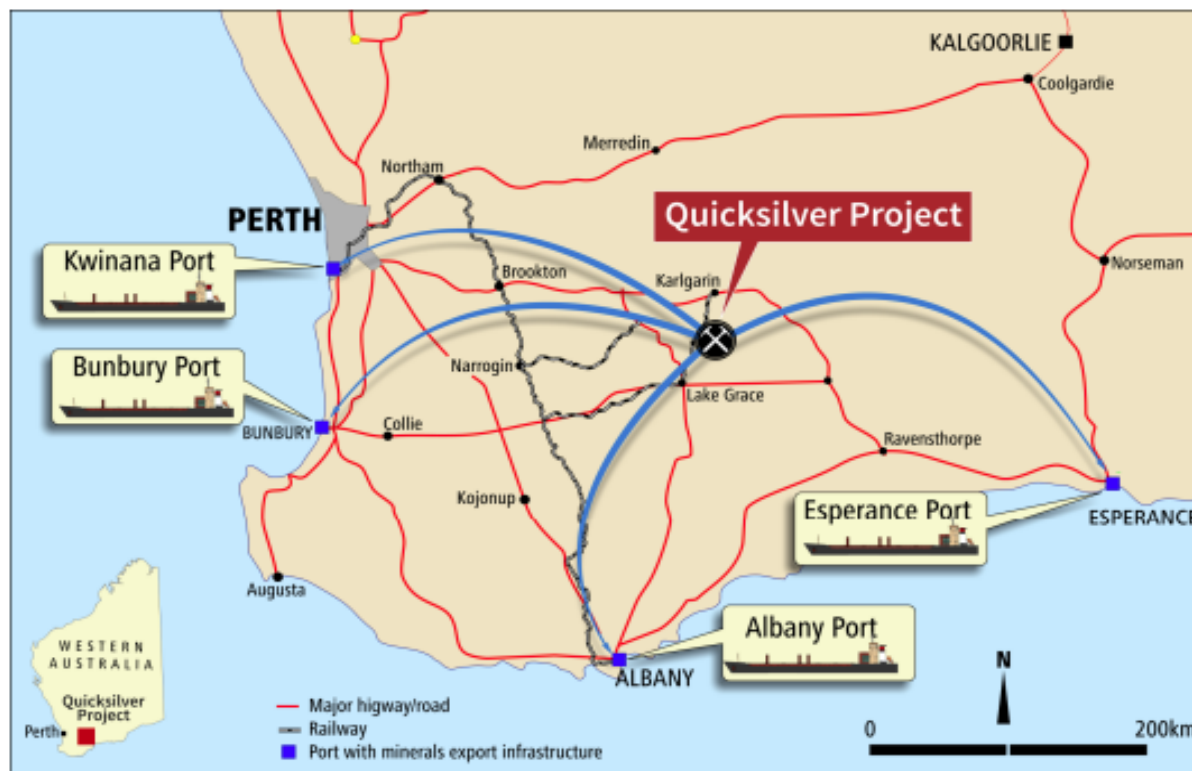 KALGOORLIE
Coolgardie
Merredin
Northam
Quicksilver Project
PERTH
Kwinana Port
Norseman
Karlgarin
Brookton
Bunbury Port
Narrogin
Lake Grace
BUNBURY
Collie
Ravensthorpe
Kojonup
Esperance Port
ESPERANCE
Augusta
Albany Port
ALBANY
WESTERN
AUSTRALIA
Quicksilver
Project
Perth
Major higway/road
Railway
Port with minerals export infrastructure
N
0 200km